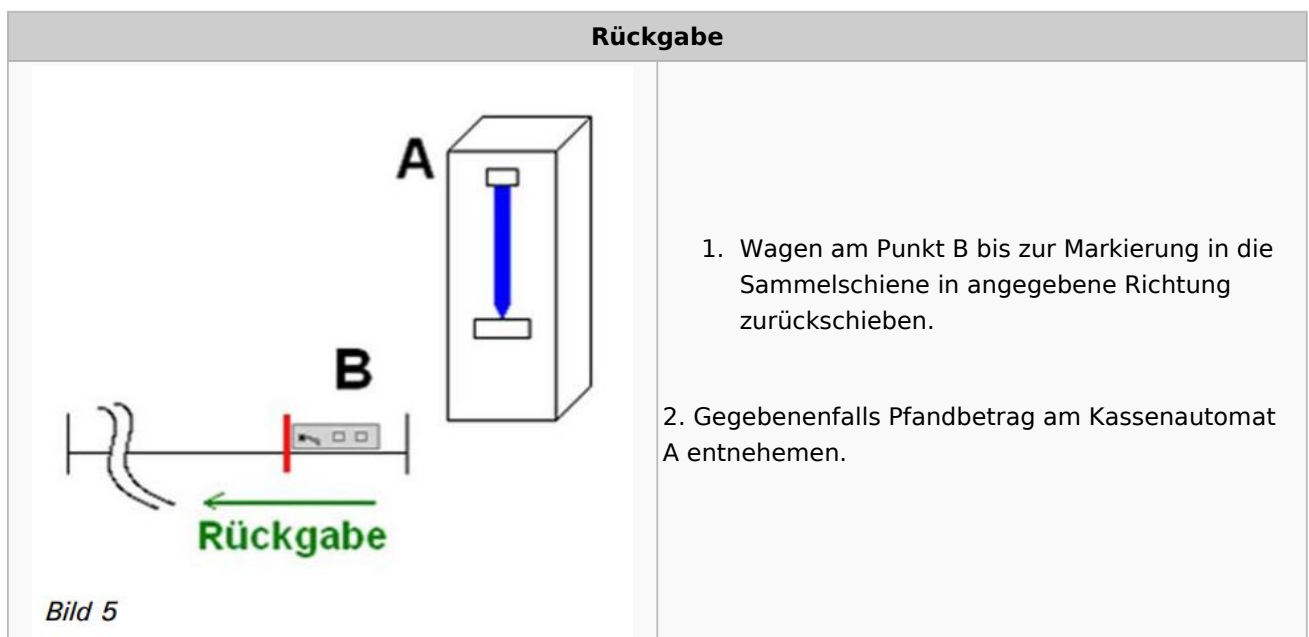 Rückgabe
A
B
Rückgabe
Bild 5
1. Wagen am Punkt B bis zur Markierung in die
Sammelschiene in angegebene Richtung
zurückschieben.
2. Gegebenenfalls Pfandbetrag am Kassenautomat
A entnehemen.